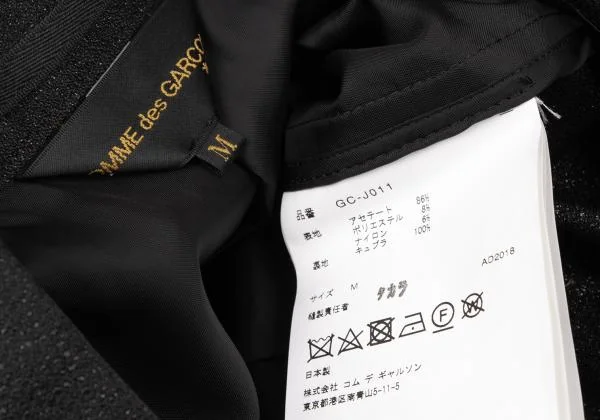 COMME des GARÇO
M
品番 GC-J011
表地 アセテート 86%
ポリエステル 8%
ナイロン 6%
裏地 キュプラ 100%
サイズ M
AD2018
縫製責任者 タカラ
F W
日本製
株式会社 コム デ ギャルソン
東京都港区南青山5-11-5